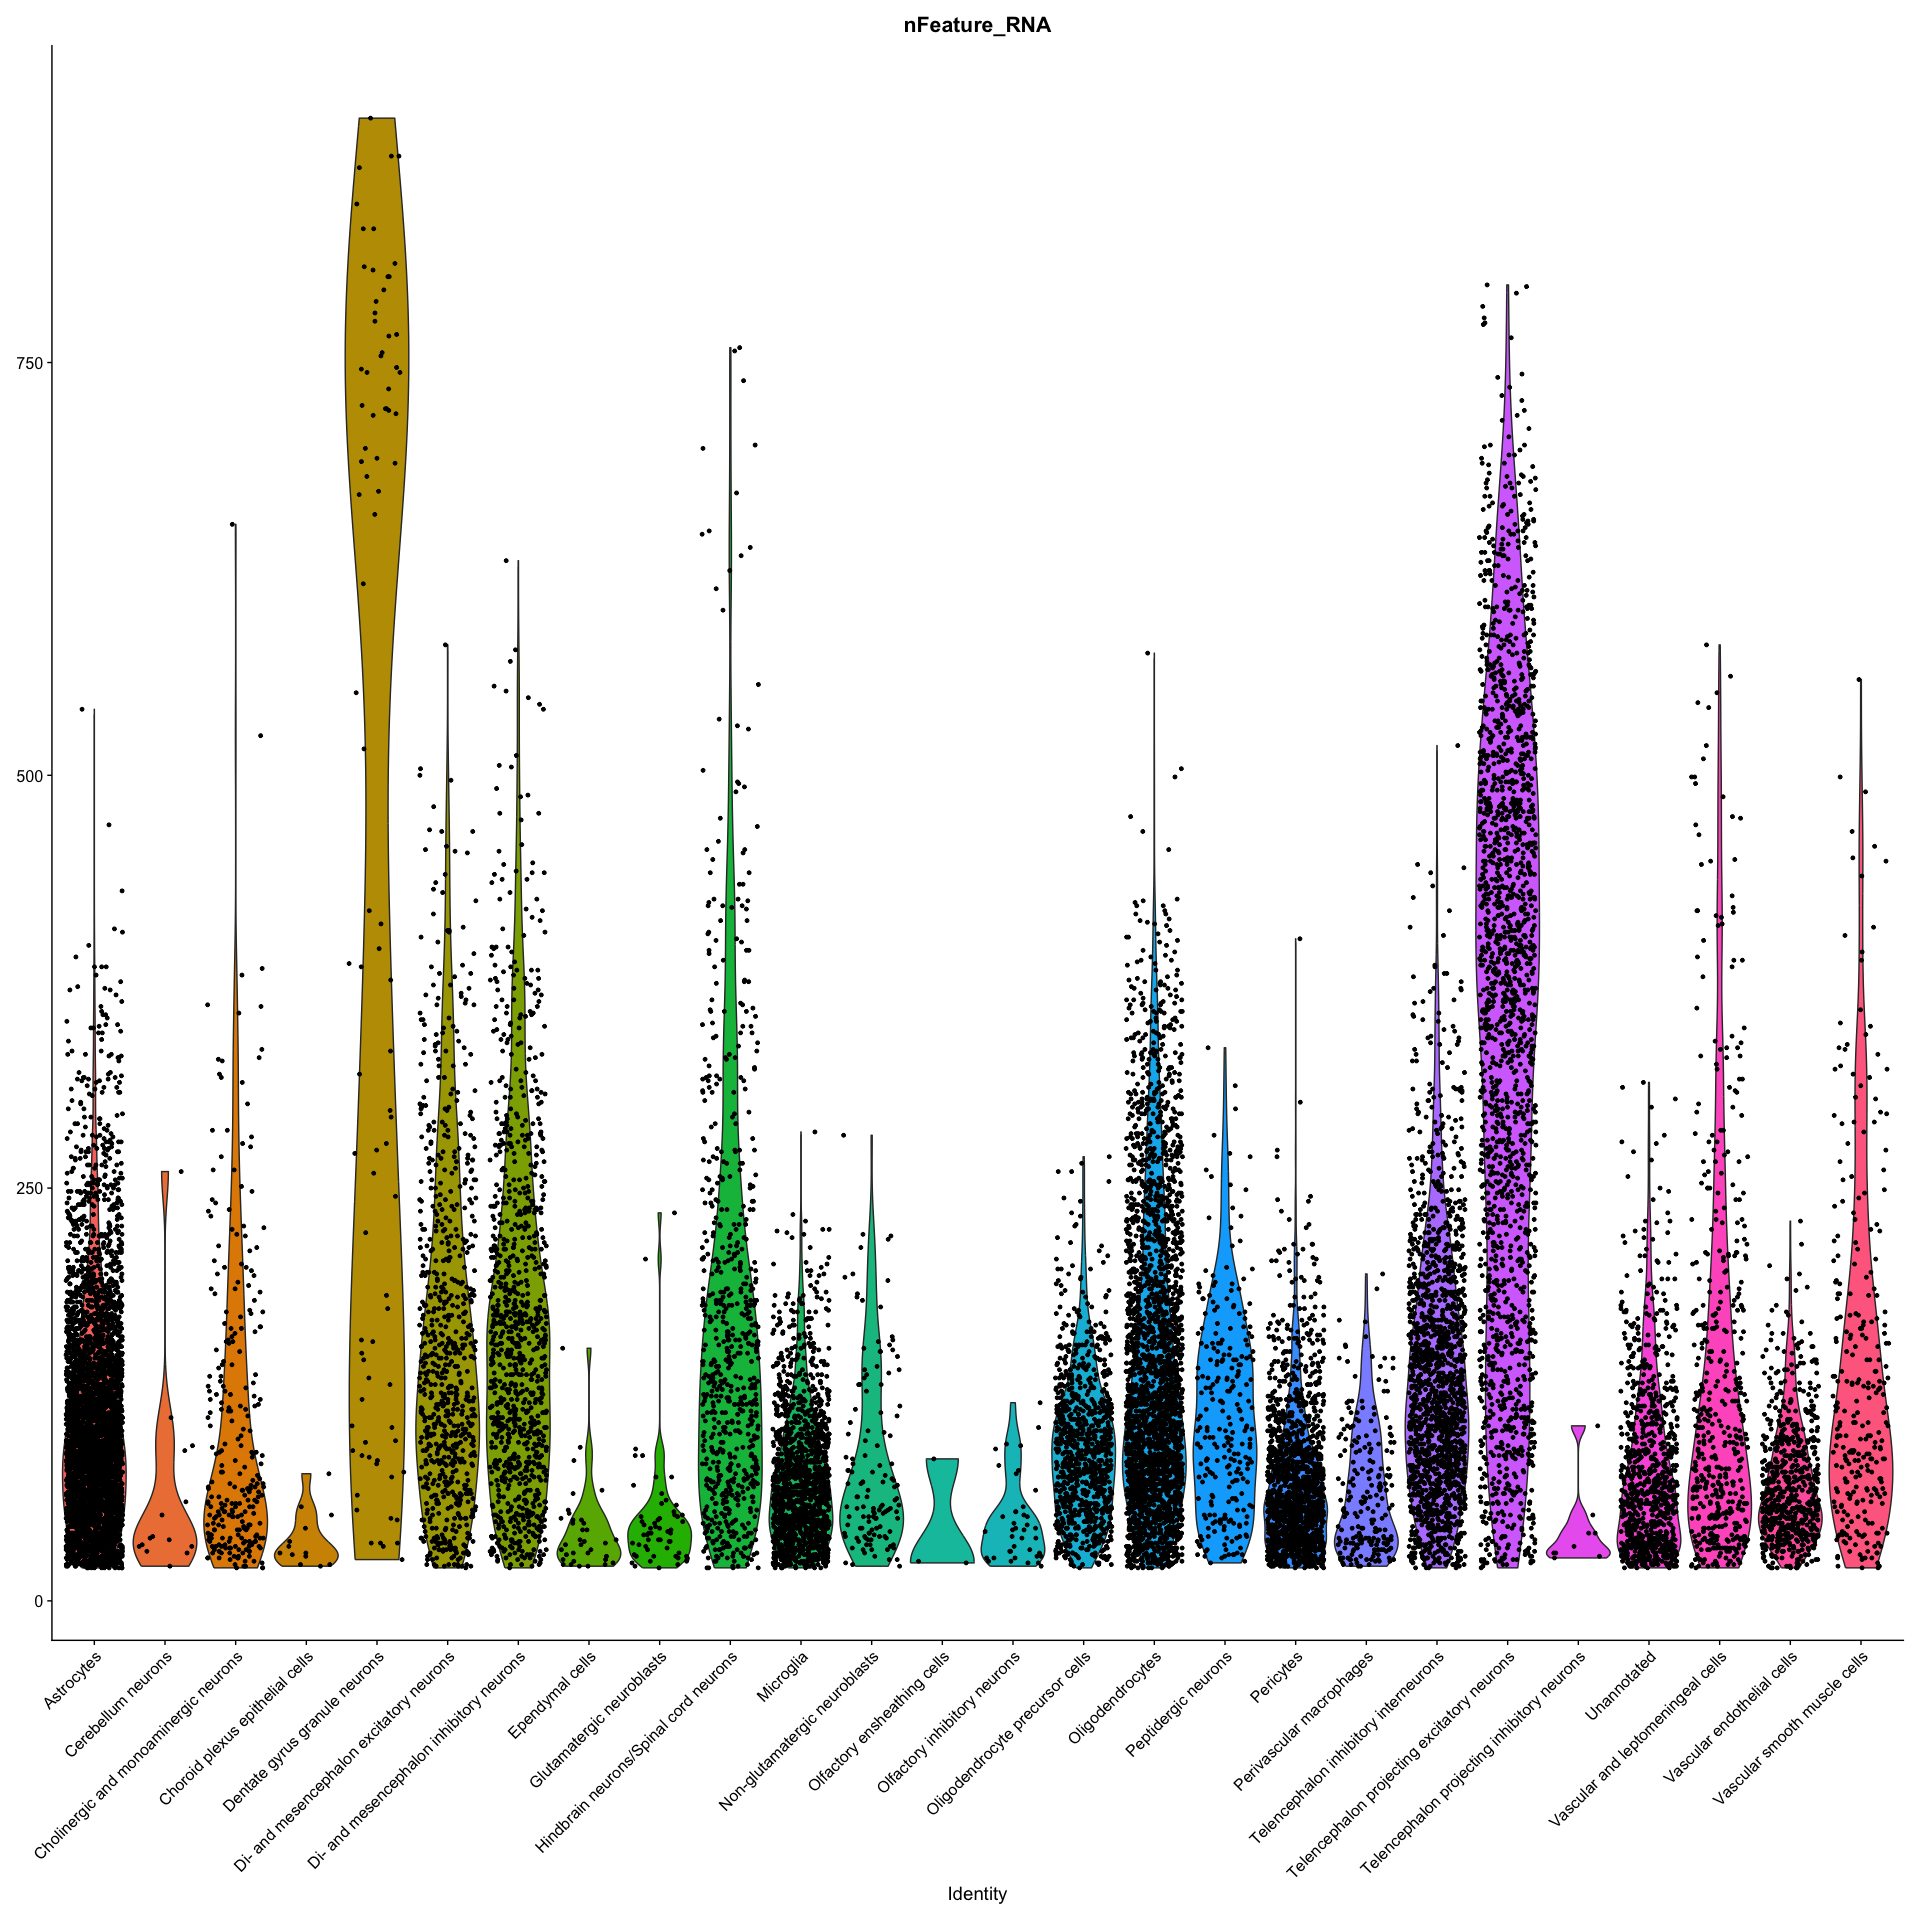 nFeature_RNA
750
500
250
0
Astrocytes
Cerebellum neurons
Cholinergic and monoaminergic neurons
Choroid plexus epithelial cells
Dentate gyrus granule neurons
Di- and mesencephalon excitatory neurons
Di- and mesencephalon inhibitory neurons
Ependymal cells
Glutamatergic neuroblasts
Hindbrain neurons/Spinal cord neurons
Microglia
Non-glutamatergic neuroblasts
Olfactory ensheathing cells
Olfactory inhibitory neurons
Oligodendrocyte precursor cells
Oligodendrocytes
Peptidergic neurons
Pericytes
Perivascular macrophages
Telencephalon inhibitory interneurons
Telencephalon projecting excitatory neurons
Telencephalon projecting inhibitory neurons
Unannotated
Vascular and leptomeningeal cells
Vascular endothelial cells
Vascular smooth muscle cells
Identity